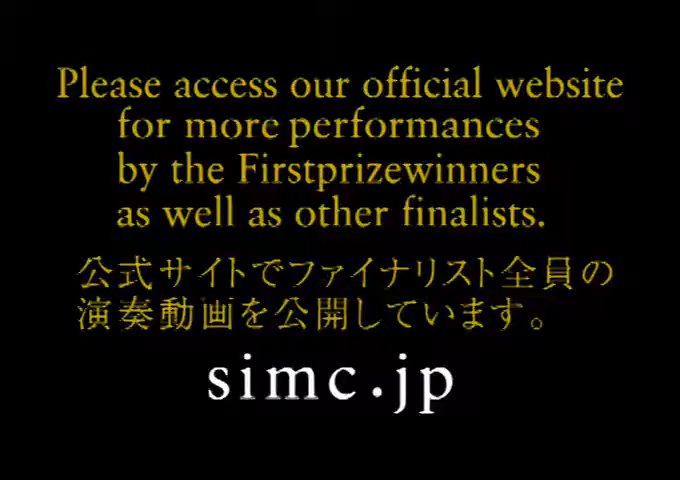 Please access our official website
for more performances
by the Firstprizewinners
as well as other finalists.
公式サイトでファイナリスト全員の
演奏動画を公開しています。
simc.jp